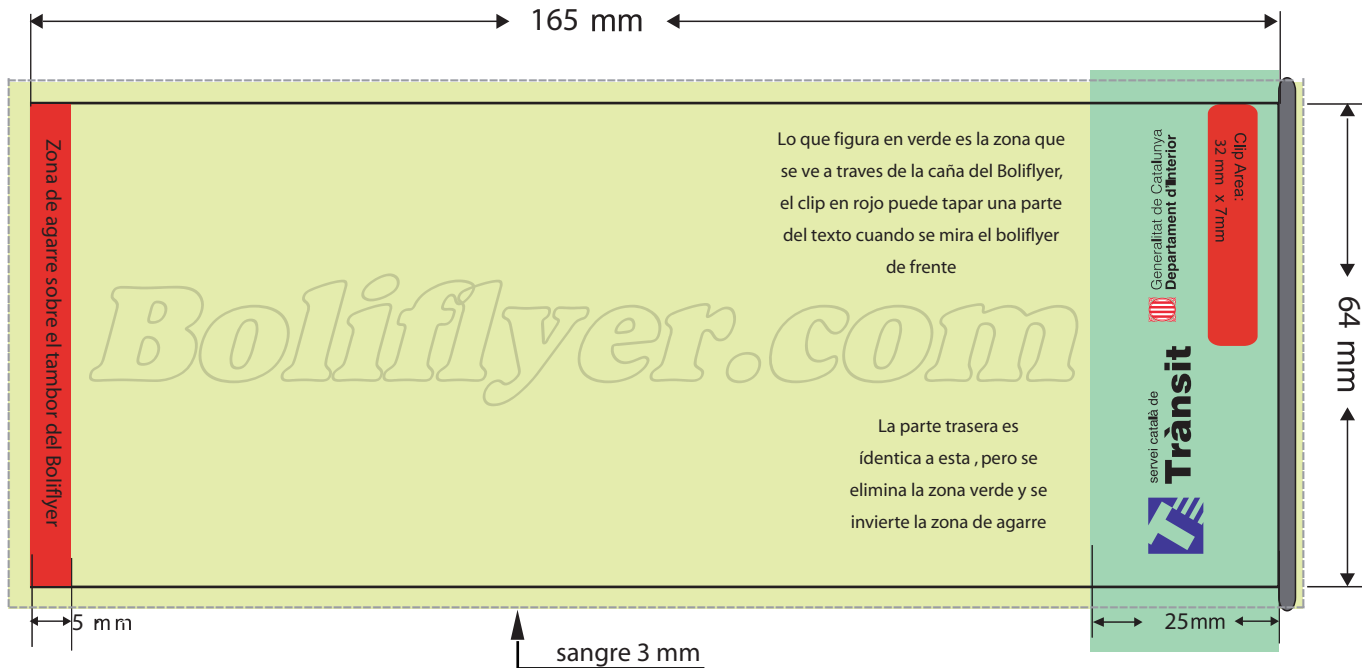 165 mm
Zona de agarre sobre el tambor del Boliflyer
Lo que figura en verde es la zona que
se ve a traves de la caña del Boliflyer,
el clip en rojo puede tapar una parte
del texto cuando se mira el boliflyer
de frente
Boliflyer.com
La parte trasera es
ídentica a esta , pero se
elimina la zona verde y se
invierte la zona de agarre
Generalitat de Catalunya
Departament d'Interior
servei català de
Trànsit
Clip Area:
32 mm x 7mm
64 mm
5 mm
25mm
sangre 3 mm